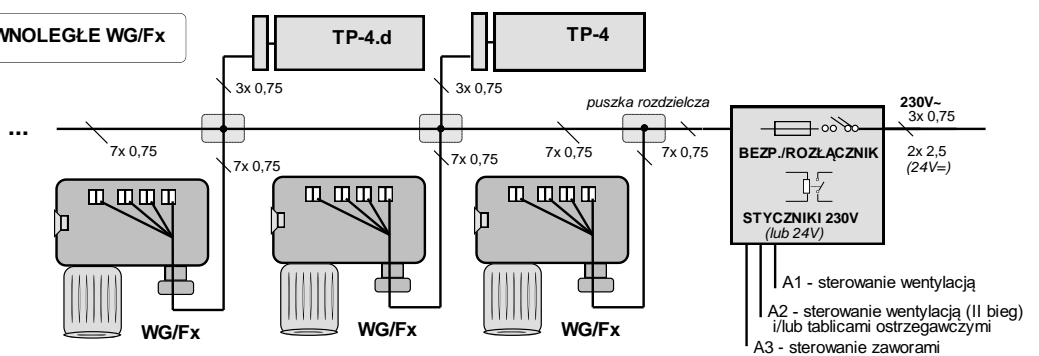 WNOLEGŁE WG/Fx
TP-4.d
TP-4
3x 0,75
3x 0,75
puszka rozdzielcza
230V~
3x 0,75
...
7x 0,75
7x 0,75
7x 0,75
7x 0,75
7x 0,75
7x 0,75
BEZP./ROZŁĄCZNIK
2x 2,5
(24V=)
STYCZNIKI 230V
(lub 24V)
WG/Fx
WG/Fx
WG/Fx
A1 - sterowanie wentylacją
A2 - sterowanie wentylacją (II bieg)
i/lub tablicami ostrzegawczymi
A3 - sterowanie zaworami